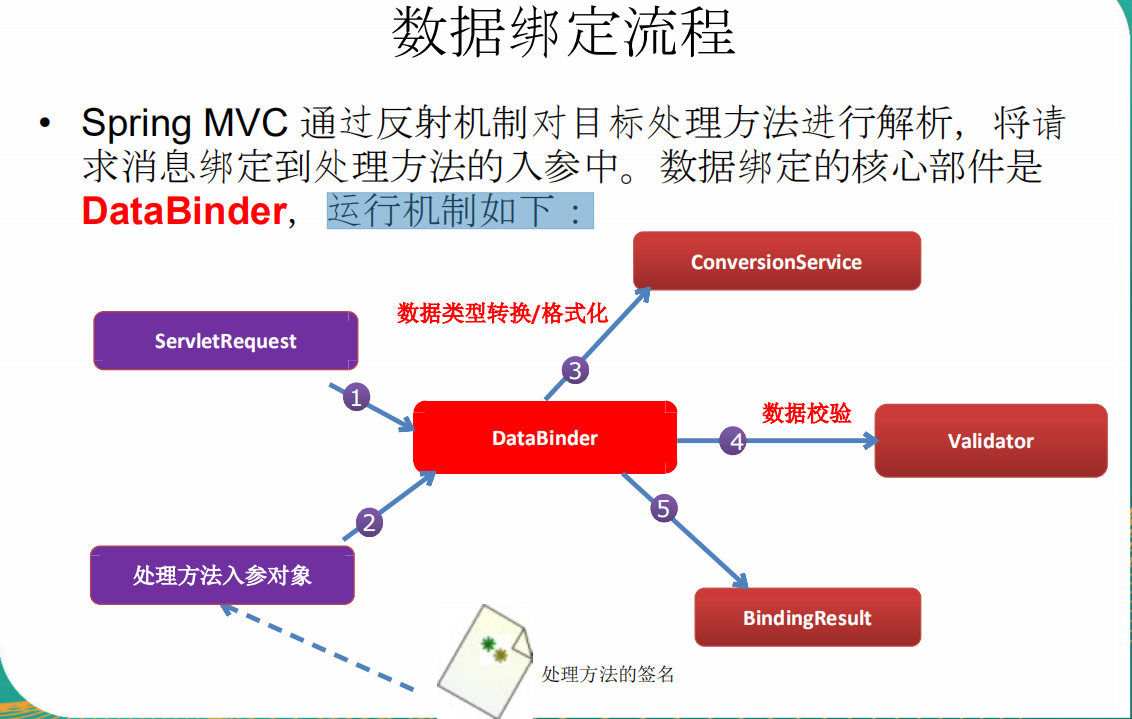 数据绑定流程
• Spring MVC 通过反射机制对目标处理方法进行解析，将请
求消息绑定到处理方法的入参中。数据绑定的核心部件是
DataBinder，运行机制如下：
ConversionService
数据类型转换/格式化
ServletRequest
3
1
数据校验
DataBinder
4
Validator
5
2
处理方法入参对象
BindingResult
处理方法的签名